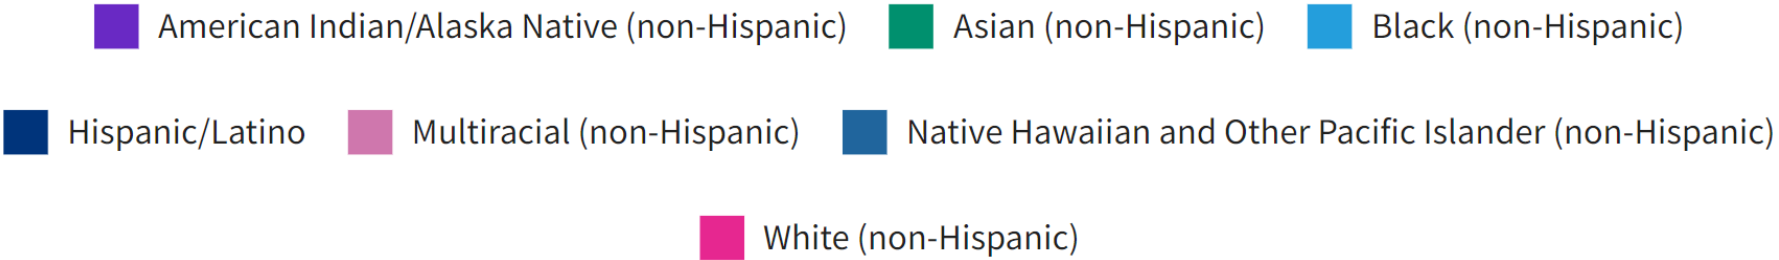 American Indian/Alaska Native (non-Hispanic) Asian (non-Hispanic) Black (non-Hispanic)
Hispanic/Latino Multiracial (non-Hispanic) Native Hawaiian and Other Pacific Islander (non-Hispanic)
White (non-Hispanic)